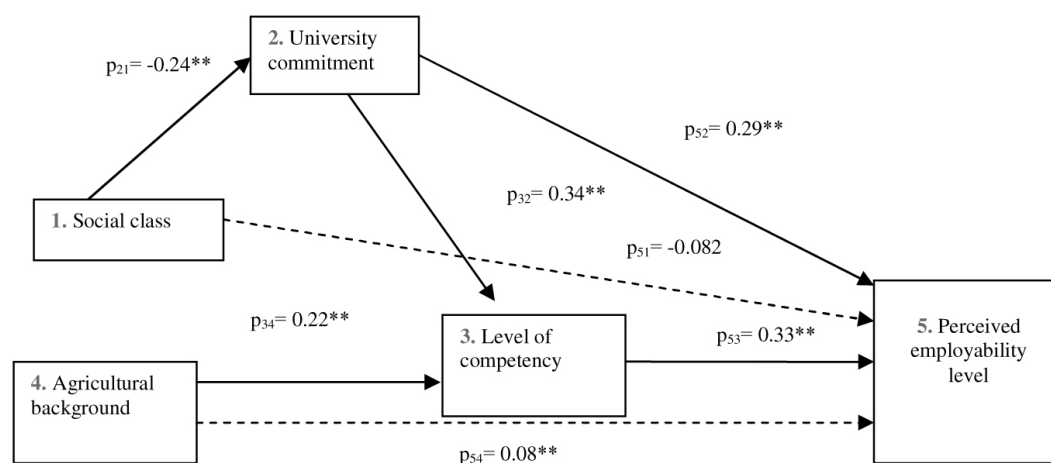 2. University
commitment
p21= -0.24**
p52= 0.29**
p32= 0.34**
1. Social class
p51= -0.082
p34= 0.22**
3. Level of
competency
p53= 0.33**
5. Perceived
employability
level
4. Agricultural
background
p54= 0.08**